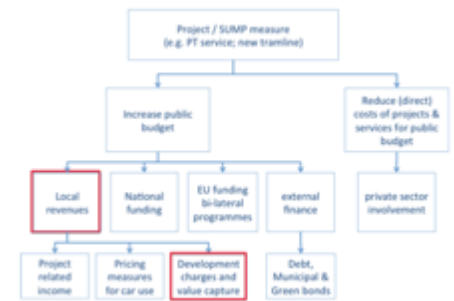 Project / SUMP measure
(e.g. PT service; new tramline)
Increase public
budget
Reduce (direct)
costs of projects &
services for public
budget
Local
revenues
National
funding
EU funding
bi-lateral
programmes
external
finance
private sector
involvement
Project
related
income
Pricing
measures
for car use
Development
charges and
value capture
Debt,
Municipal &
Green bonds